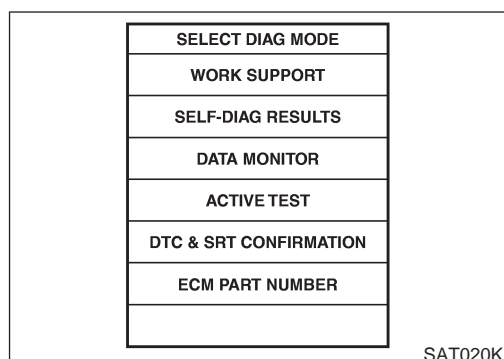 SELECT DIAG MODE
WORK SUPPORT
SELF-DIAG RESULTS
DATA MONITOR
ACTIVE TEST
DTC & SRT CONFIRMATION
ECM PART NUMBER
SAT020K